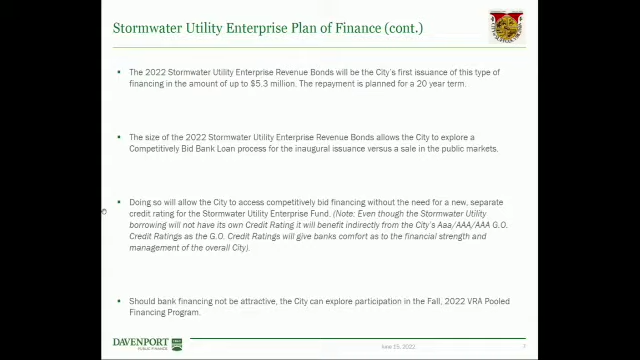 Stormwater Utility Enterprise Plan of Finance (cont.)
• The 2022 Stormwater Utility Enterprise Revenue Bonds will be the City's first issuance of this type of
financing in the amount of up to $5.3 million. The repayment is planned for a 20 year term.
• The size of the 2022 Stormwater Utility Enterprise Revenue Bonds allows the City to explore a
Competitively Bid Bank Loan process for the inaugural issuance versus a sale in the public markets.
• Doing so will allow the City to access competitively bid financing without the need for a new, separate
credit rating for the Stormwater Utility Enterprise Fund. (Note: Even though the Stormwater Utility
borrowing will not have its own Credit Rating it will benefit indirectly from the City's Aaa/AAA/AAA G.O.
Credit Ratings as the G.O. Credit Ratings will give banks comfort as to the financial strength and
management of the overall City).
• Should bank financing not be attractive, the City can explore participation in the Fall, 2022 VRA Pooled
Financing Program.
DAVENPORT
PUBLIC FINANCE
June 15, 2022
7